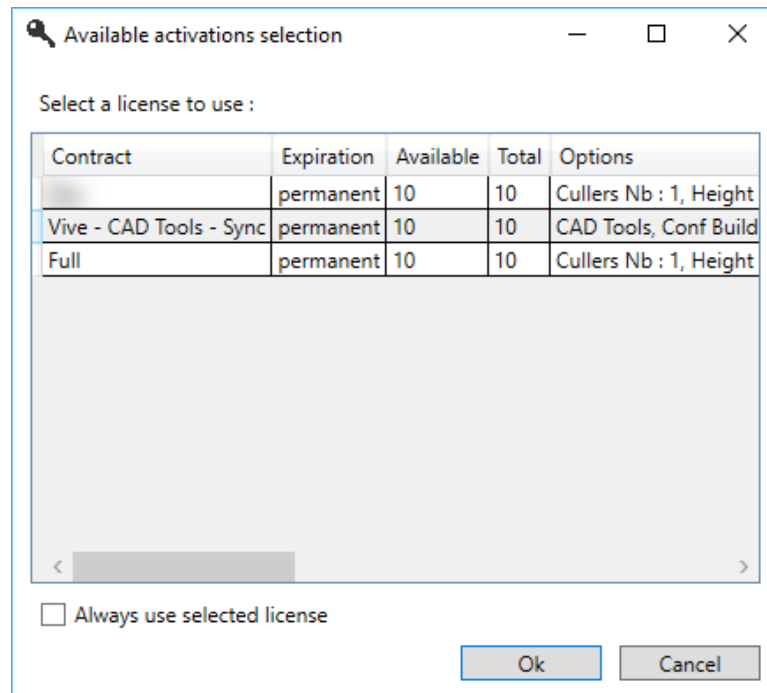 Available activations selection
Select a license to use :
Contract Expiration Available Total Options
permanent 10 10 Cullers Nb : 1, Height
Vive - CAD Tools - Sync permanent 10 10 CAD Tools, Conf Build
Full permanent 10 10 Cullers Nb : 1, Height
Always use selected license
Ok Cancel